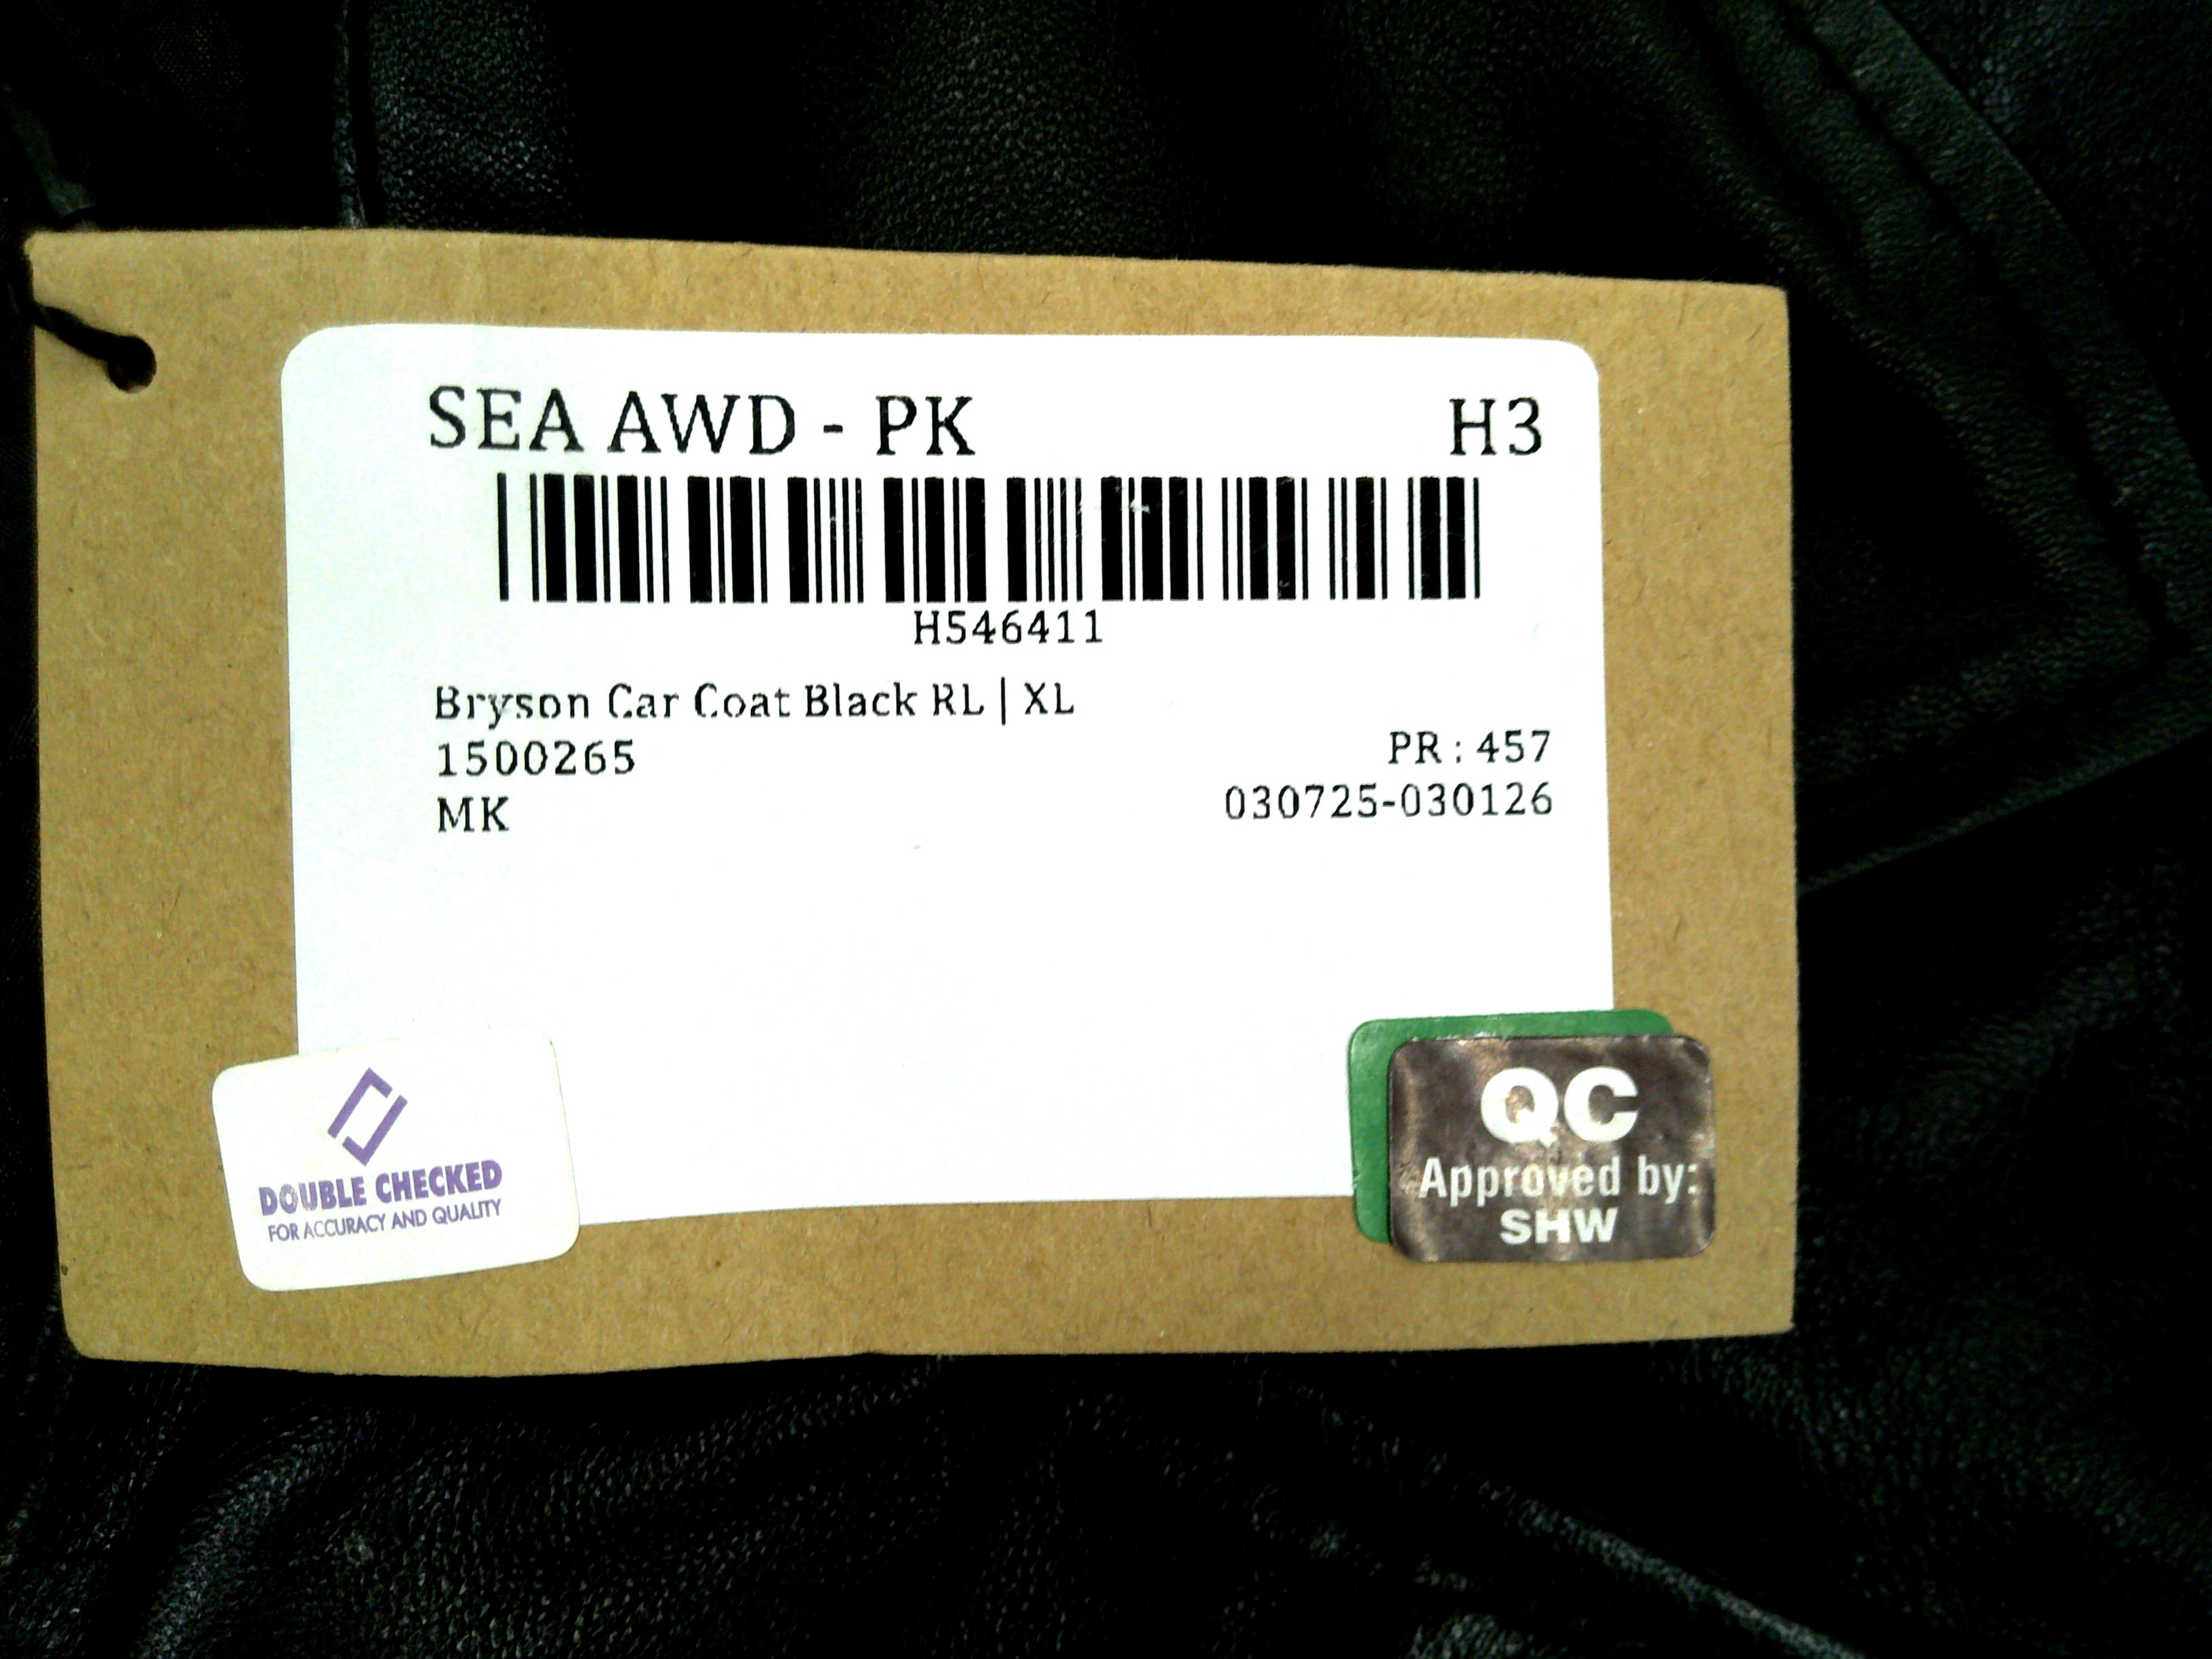 SEA AWD - PK H3
H546411
Bryson Car Coat Black RL | XL
1500265 PR : 457
MK 030725-030126
DOUBLE CHECKED
FOR ACCURACY AND QUALITY
QC
Approved by:
SHW